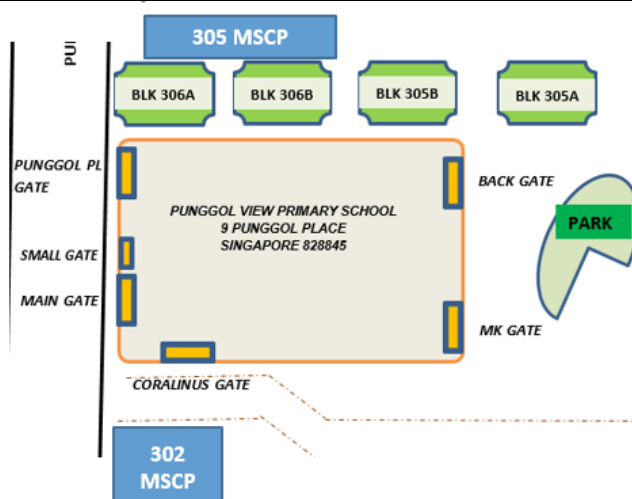 305 MSCP
PU
BLK 306A
BLK 306B
BLK 305B
BLK 305A
PUNGGOL PL
GATE
PUNGGOL VIEW PRIMARY SCHOOL
9 PUNGGOL PLACE
SINGAPORE 828845
BACK GATE
PARK
SMALL GATE
MAIN GATE
MK GATE
CORALINUS GATE
302
MSCP